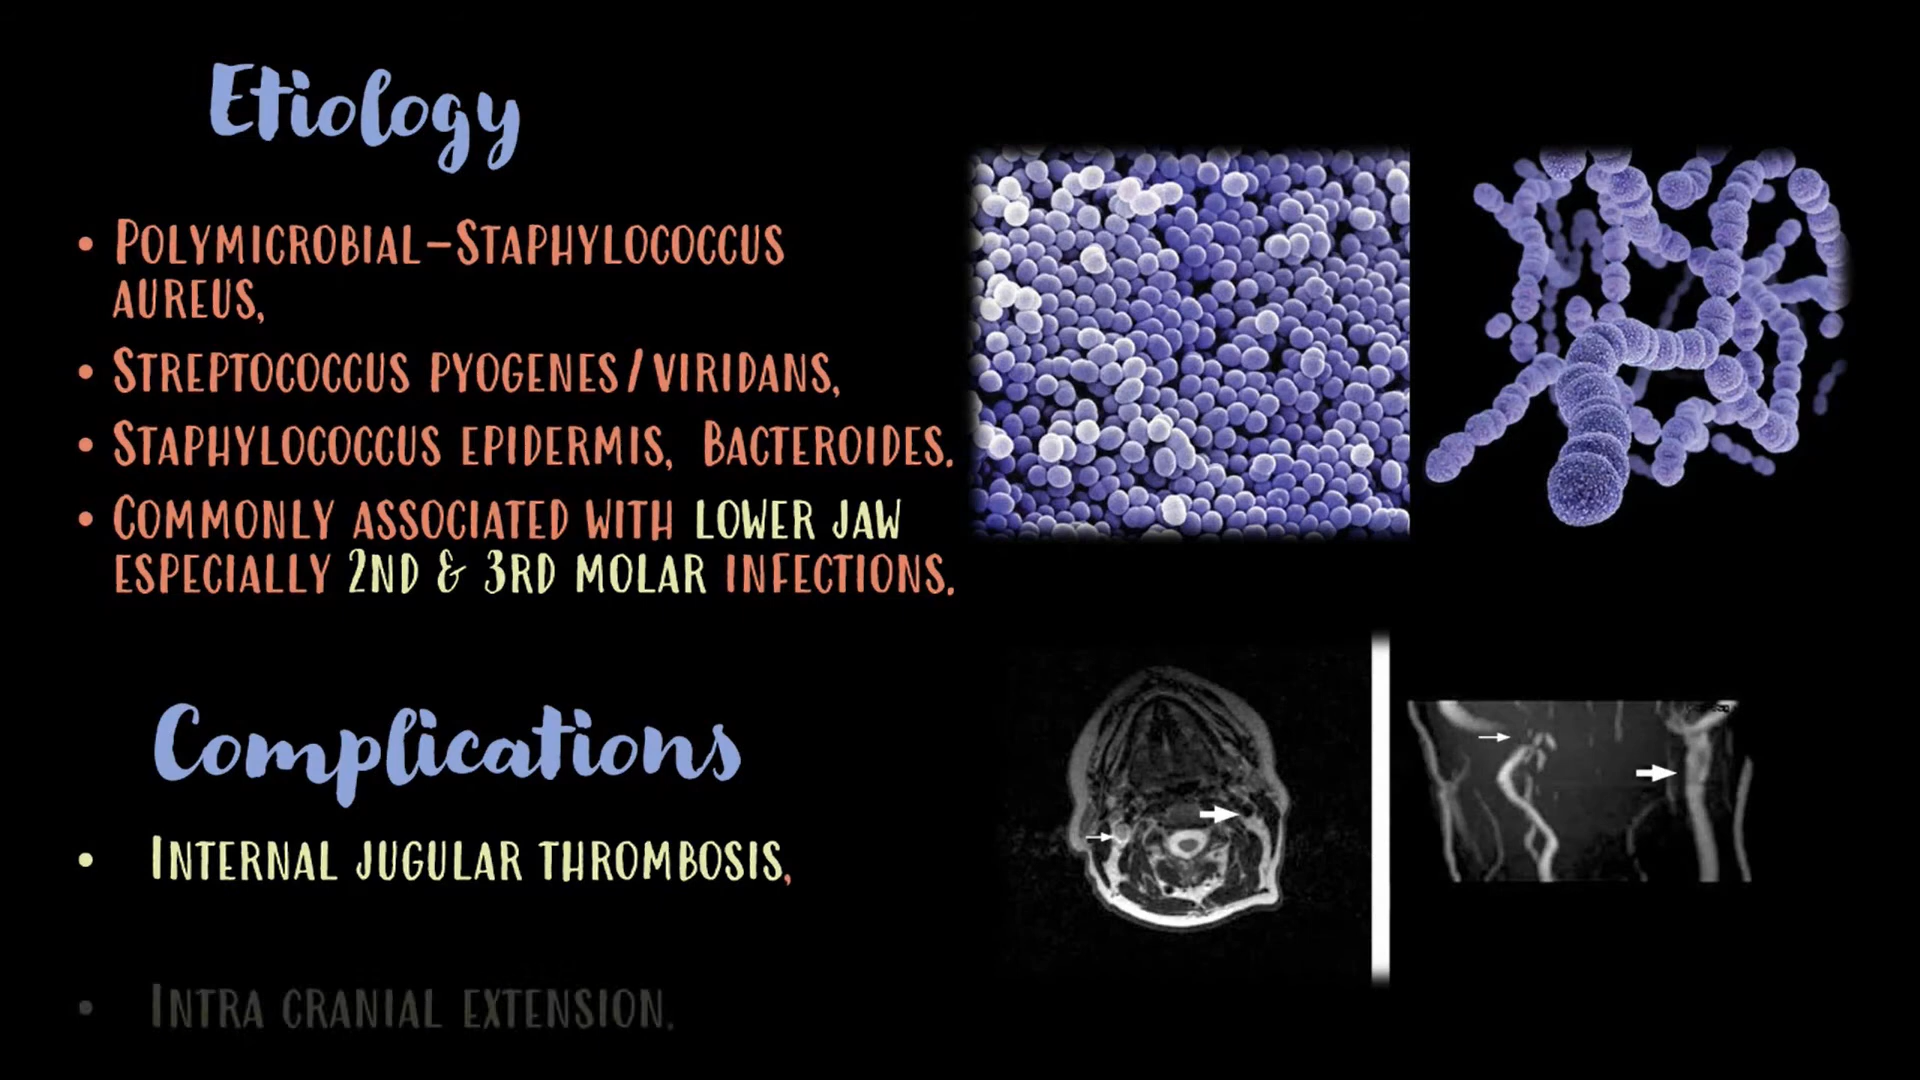 Etiology
• Polymicrobial-Staphylococcus
aureus,
• Streptococcus pyogenes/viridans,
• Staphylococcus epidermis, Bacteroides.
• Commonly associated with lower jaw
especially 2nd & 3rd molar infections.
Complications
• Internal jugular thrombosis,
• Intra cranial extension.